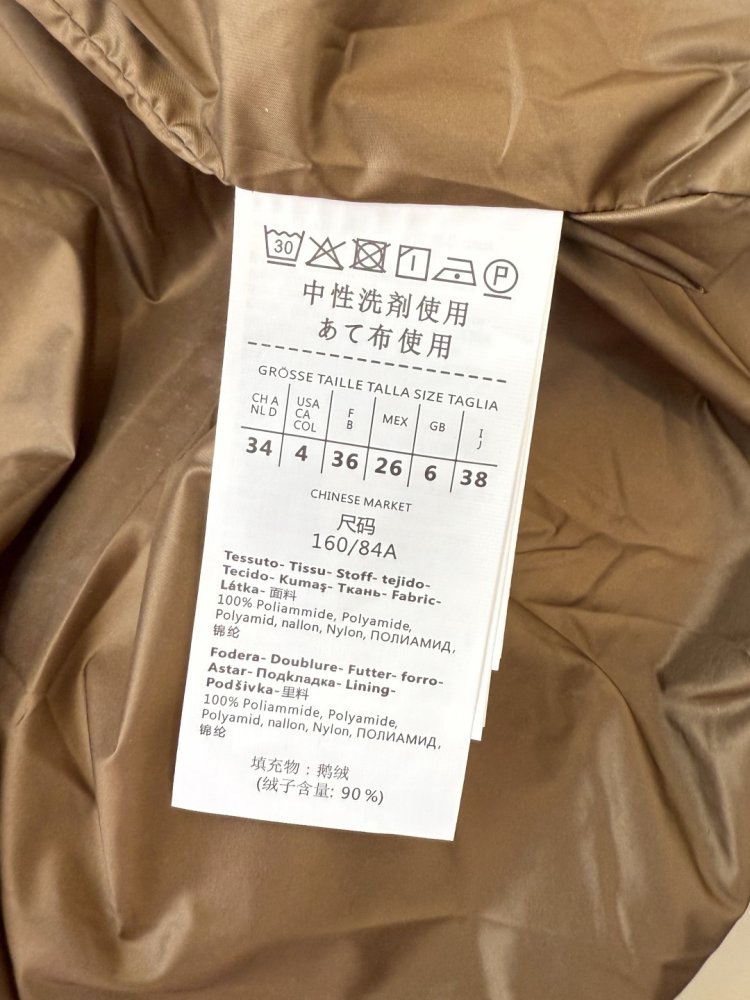 30 P
中性洗剤使用
あて布使用
GRÖSSE TAILLE TALLA SIZE TAGLIA
CH A NL D USA CA COL F B MEX GB I J
34 4 36 26 6 38
CHINESE MARKET
尺码
160/84A
Tessuto- Tissu- Stoff- tejido-
Tecido- Kumaş- Ткань- Fabric-
Látka- 面料
100% Poliammide, Polyamide,
Polyamid, nallon, Nylon, ПОЛИАМИД,
锦纶
Fodera- Doublure- Futter- forro-
Astar- Подкладка- Lining-
Podšivka- 里料
100% Poliammide, Polyamide,
Polyamid, nallon, Nylon, ПОЛИАМИД,
锦纶
填充物：鹅绒
(绒子含量: 90%)